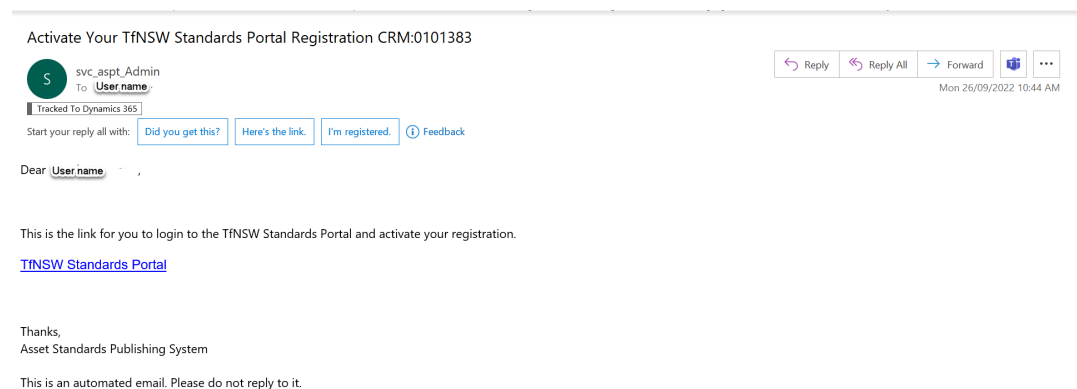 Activate Your TfNSW Standards Portal Registration CRM:0101383
S
svc_aspt_Admin
To User name
Reply
Reply All
Forward
Mon 26/09/2022 10:44 AM
Tracked To Dynamics 365
Start your reply all with: Did you get this? Here's the link. I'm registered. Feedback
Dear User name ,
This is the link for you to login to the TfNSW Standards Portal and activate your registration.
TfNSW Standards Portal
Thanks,
Asset Standards Publishing System
This is an automated email. Please do not reply to it.